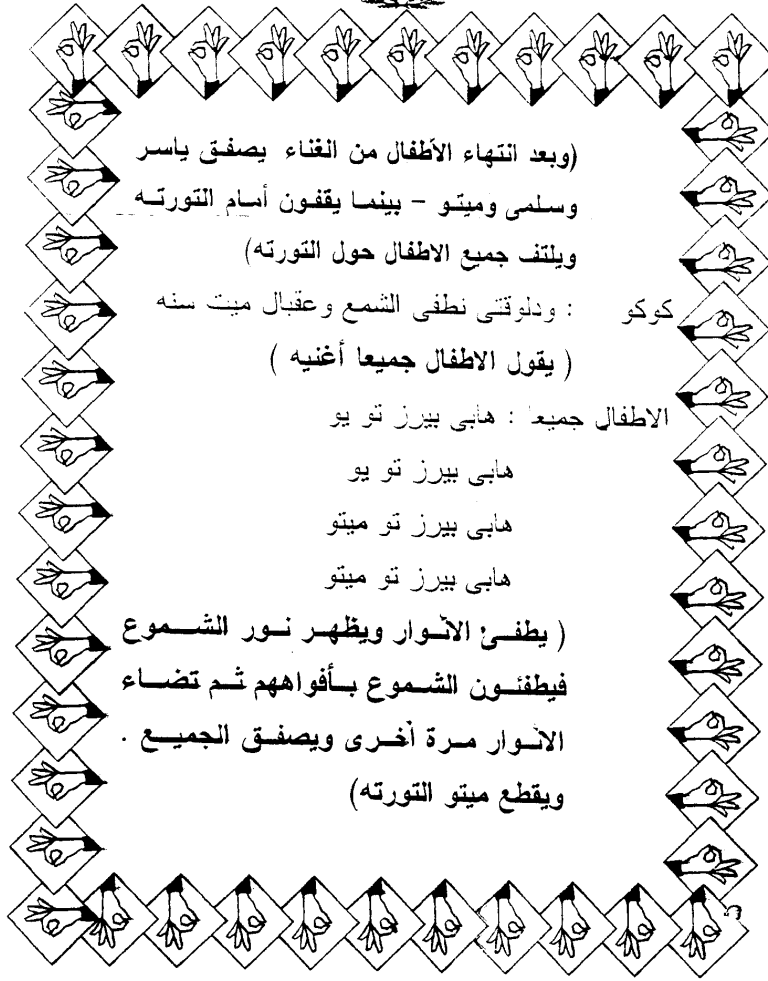 (وبعد انتهاء الأطفال من الغناء يصفق ياسر
وسلمى وميتو - بينما يقفون أمام التورته
ويلتف جميع الاطفال حول التورته)
كوكو : ودلوقتى نطفى الشمع وعقبال ميت سنه
( يقول الاطفال جميعا أغنيه )
الاطفال جميعا : هابى بيرز تو يو
هابى بيرز تو يو
هابى بيرز تو ميتو
هابى بيرز تو ميتو
( يطفئ الأنوار ويظهر نور الشموع
فيطفئون الشموع بأفواههم ثم تضاء
الأنوار مرة أخرى ويصفق الجميع .
ويقطع ميتو التورته)